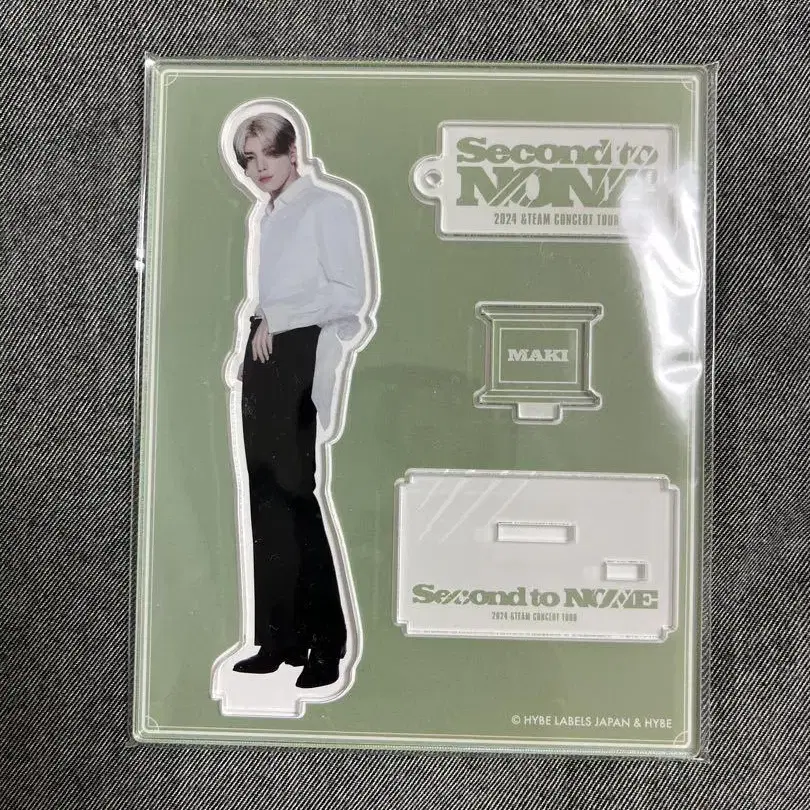 Second to
NONE
2024 &TEAM CONCERT TOUR
MAKI
Second to NONE
2024 &TEAM CONCERT TOUR
© HYBE LABELS JAPAN & HYBE